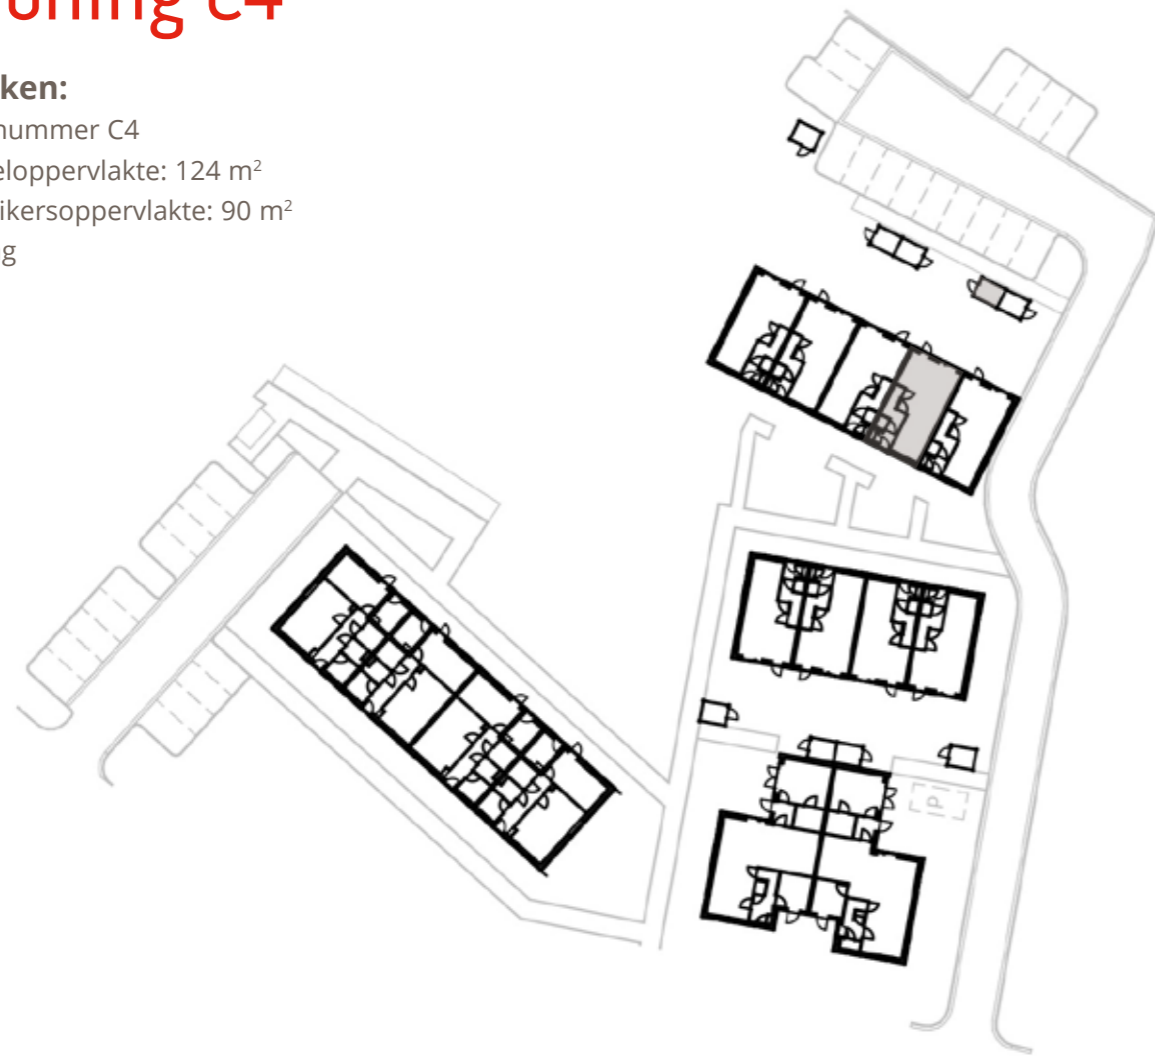 oning C4
ken:
nummer C4
eloppervlakte: 124 m²
ikersoppervlakte: 90 m²
g
P